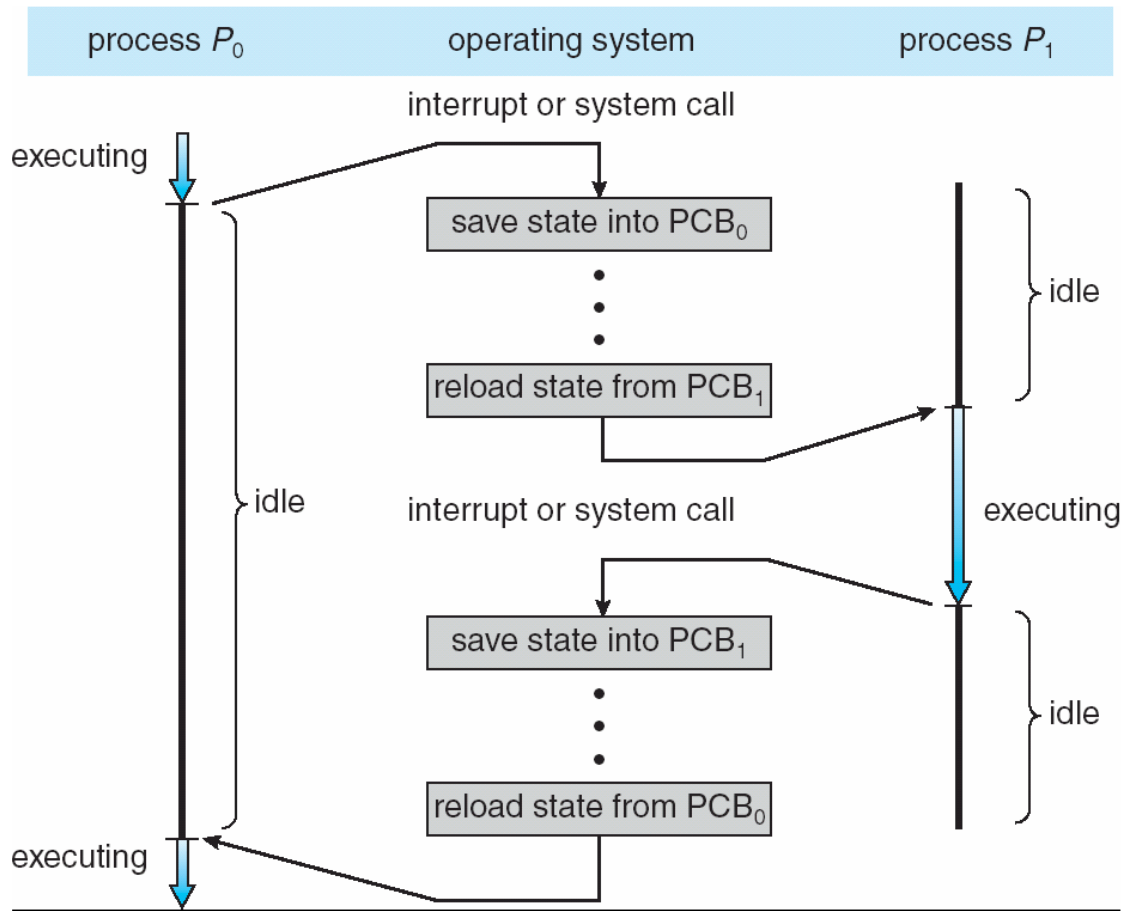 process P₀ operating system process P₁
interrupt or system call
executing
save state into PCB₀
idle
reload state from PCB₁
idle
interrupt or system call
executing
save state into PCB₁
idle
reload state from PCB₀
executing